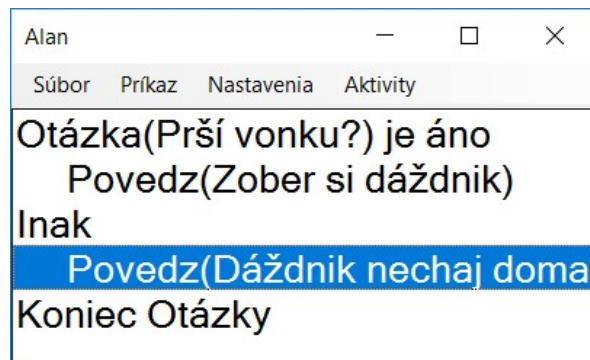 Alan
Súbor Príkaz Nastavenia Aktivity
Otázka(Prší vonku?) je áno
Povedz(Zober si dáždnik)
Inak
Povedz(Dáždnik nechaj doma
Koniec Otázky